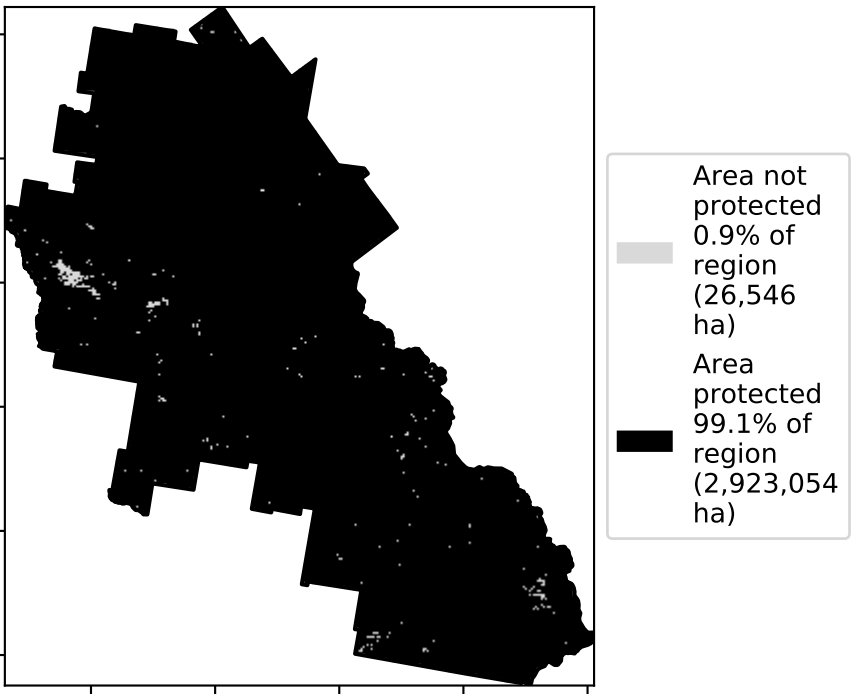 Area not
protected
0.9% of
region
(26,546
ha)
Area
protected
99.1% of
region
(2,923,054
ha)